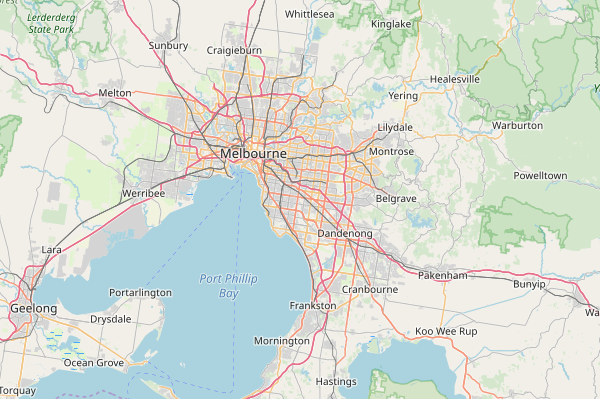 Whittlesea
Lerderderg
State Park
Kinglake
Sunbury
Craigieburn
Healesville
Melton
Yering
Lilydale
Warburton
Melbourne
Montrose
Powelltown
Werribee
Belgrave
Dandenong
Lara
Pakenham
Port Phillip
Bay
Bunyip
Portarlington
Cranbourne
Geelong
Frankston
Drysdale
Koo Wee Rup
Mornington
Ocean Grove
Hastings
Torquay